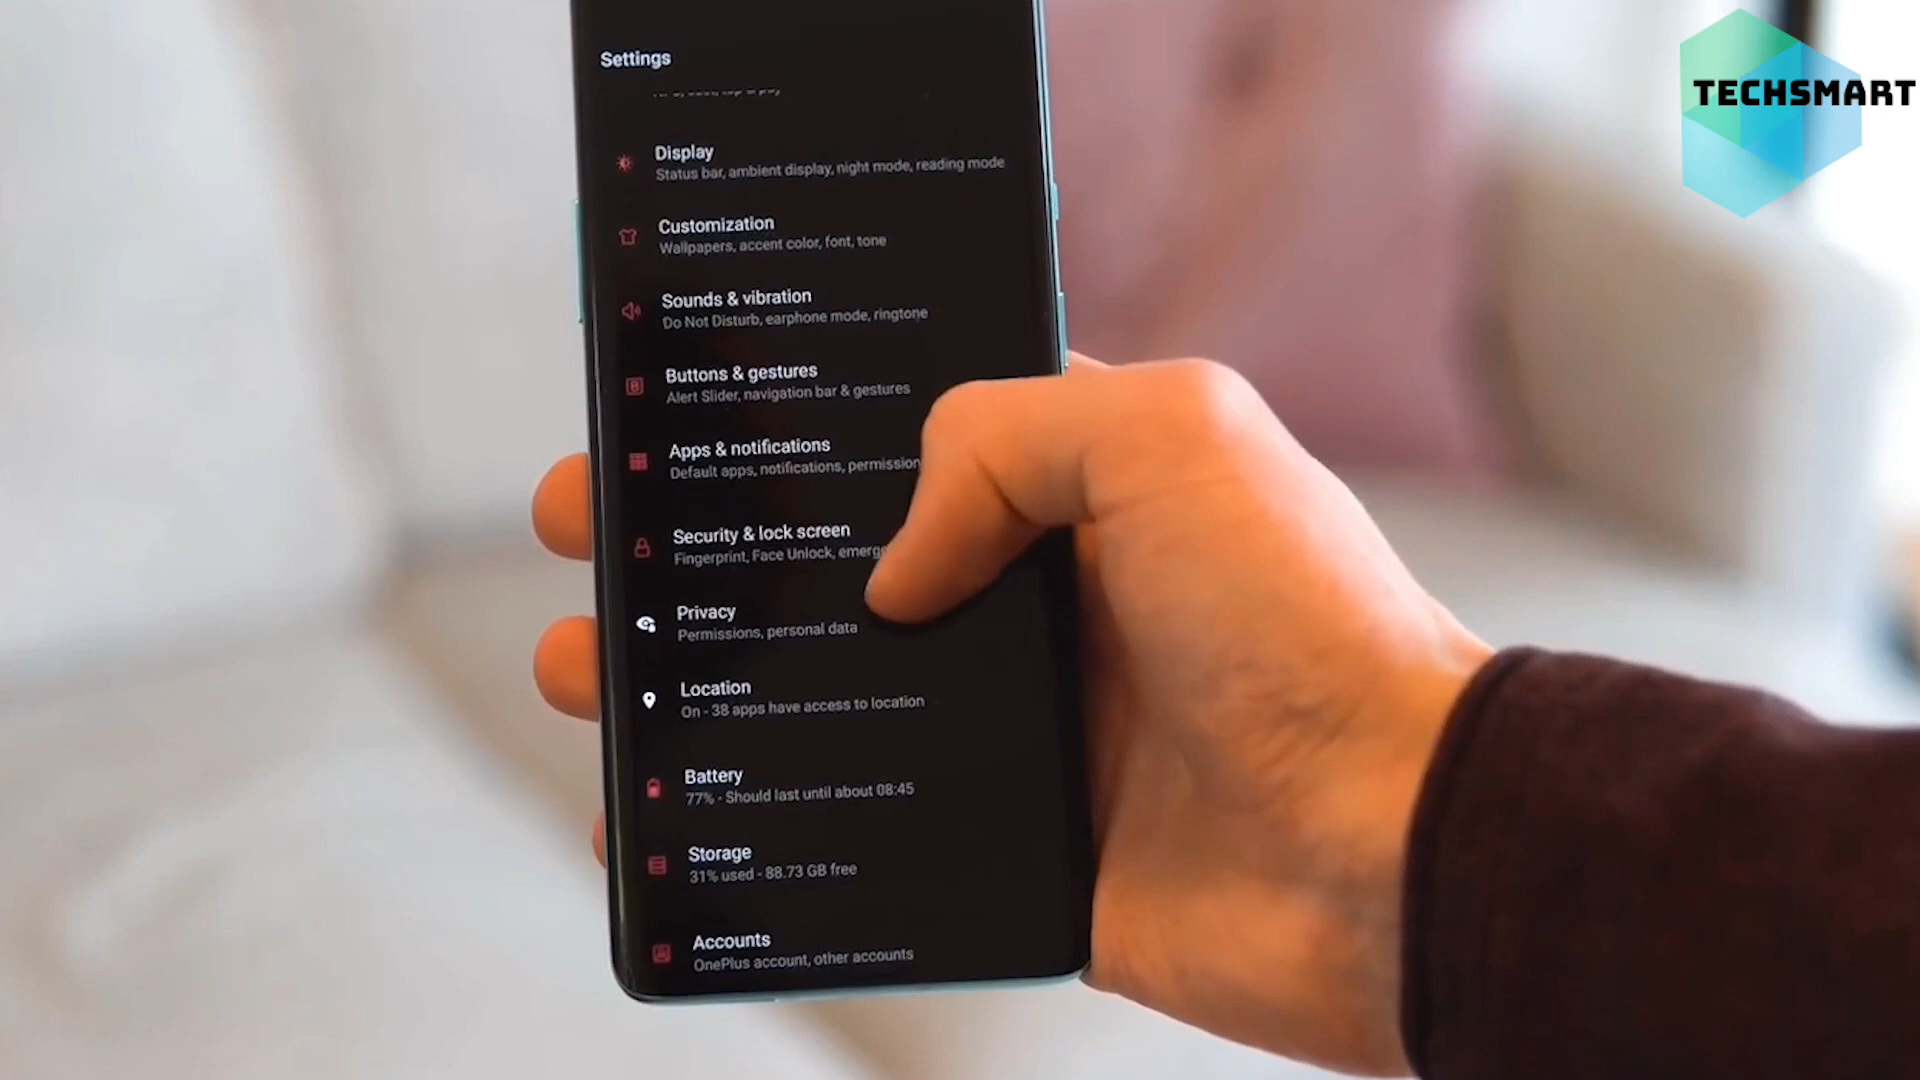 TECHSMART
Settings
Display
Status bar, ambient display, night mode, reading mode
Customization
Wallpapers, accent color, font, tone
Sounds & vibration
Do Not Disturb, earphone mode, ringtone
Buttons & gestures
Alert Slider, navigation bar & gestures
Apps & notifications
Default apps, notifications, permission
Security & lock screen
Fingerprint, Face Unlock, emerge
Privacy
Permissions, personal data
Location
On - 38 apps have access to location
Battery
77% - Should last until about 08:45
Storage
31% used - 88.73 GB free
Accounts
OnePlus account, other accounts